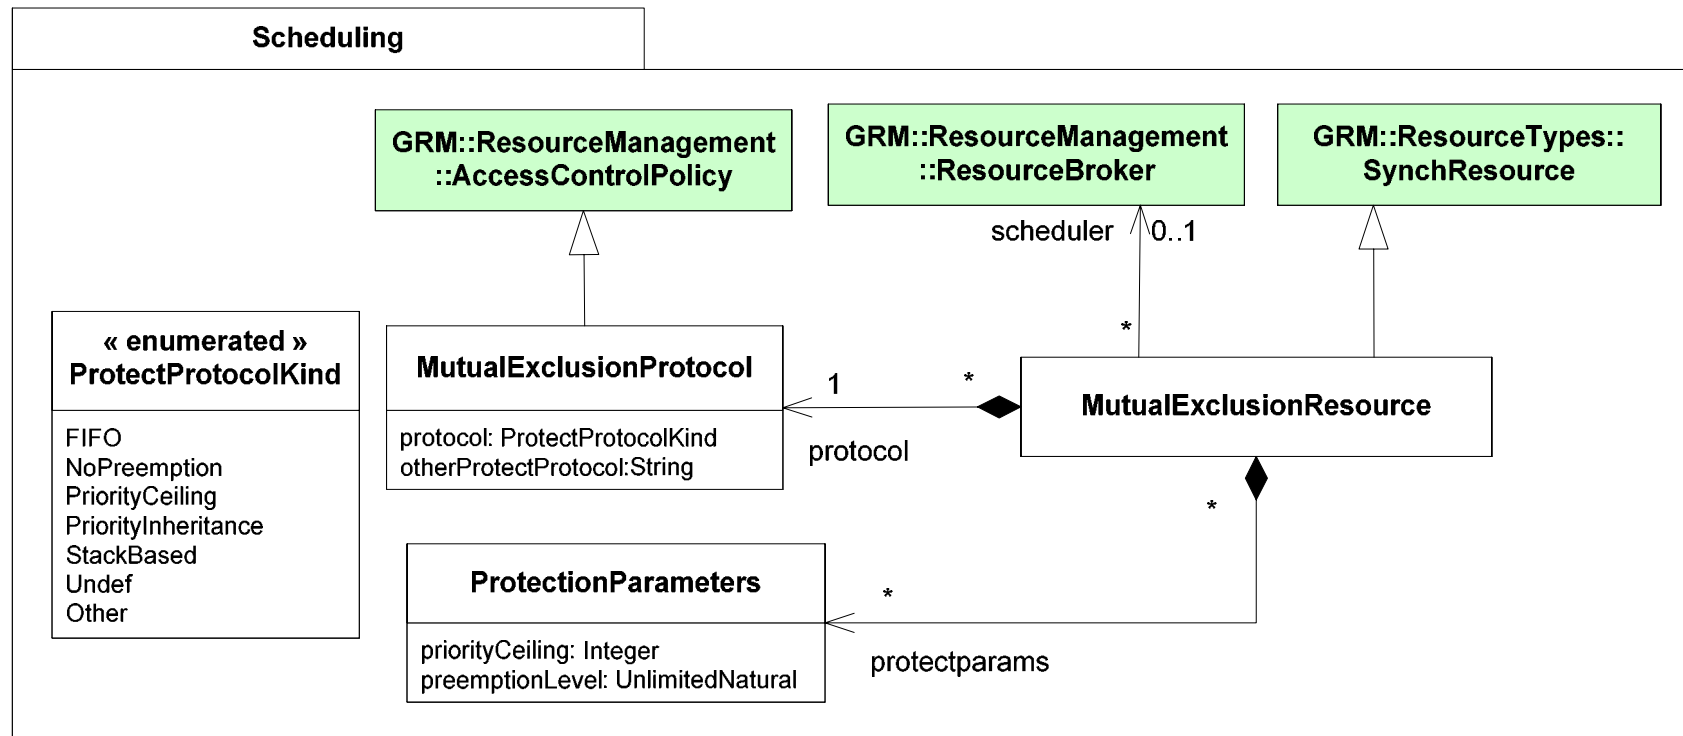 Scheduling
GRM::ResourceManagement
::AccessControlPolicy
GRM::ResourceManagement
::ResourceBroker
GRM::ResourceTypes::
SynchResource
scheduler
0..1
*
« enumerated »
ProtectProtocolKind
FIFO
NoPreemption
PriorityCeiling
PriorityInheritance
StackBased
Undef
Other
MutualExclusionProtocol
protocol: ProtectProtocolKind
otherProtectProtocol:String
1
*
protocol
MutualExclusionResource
*
ProtectionParameters
priorityCeiling: Integer
preemptionLevel: UnlimitedNatural
*
protectparams